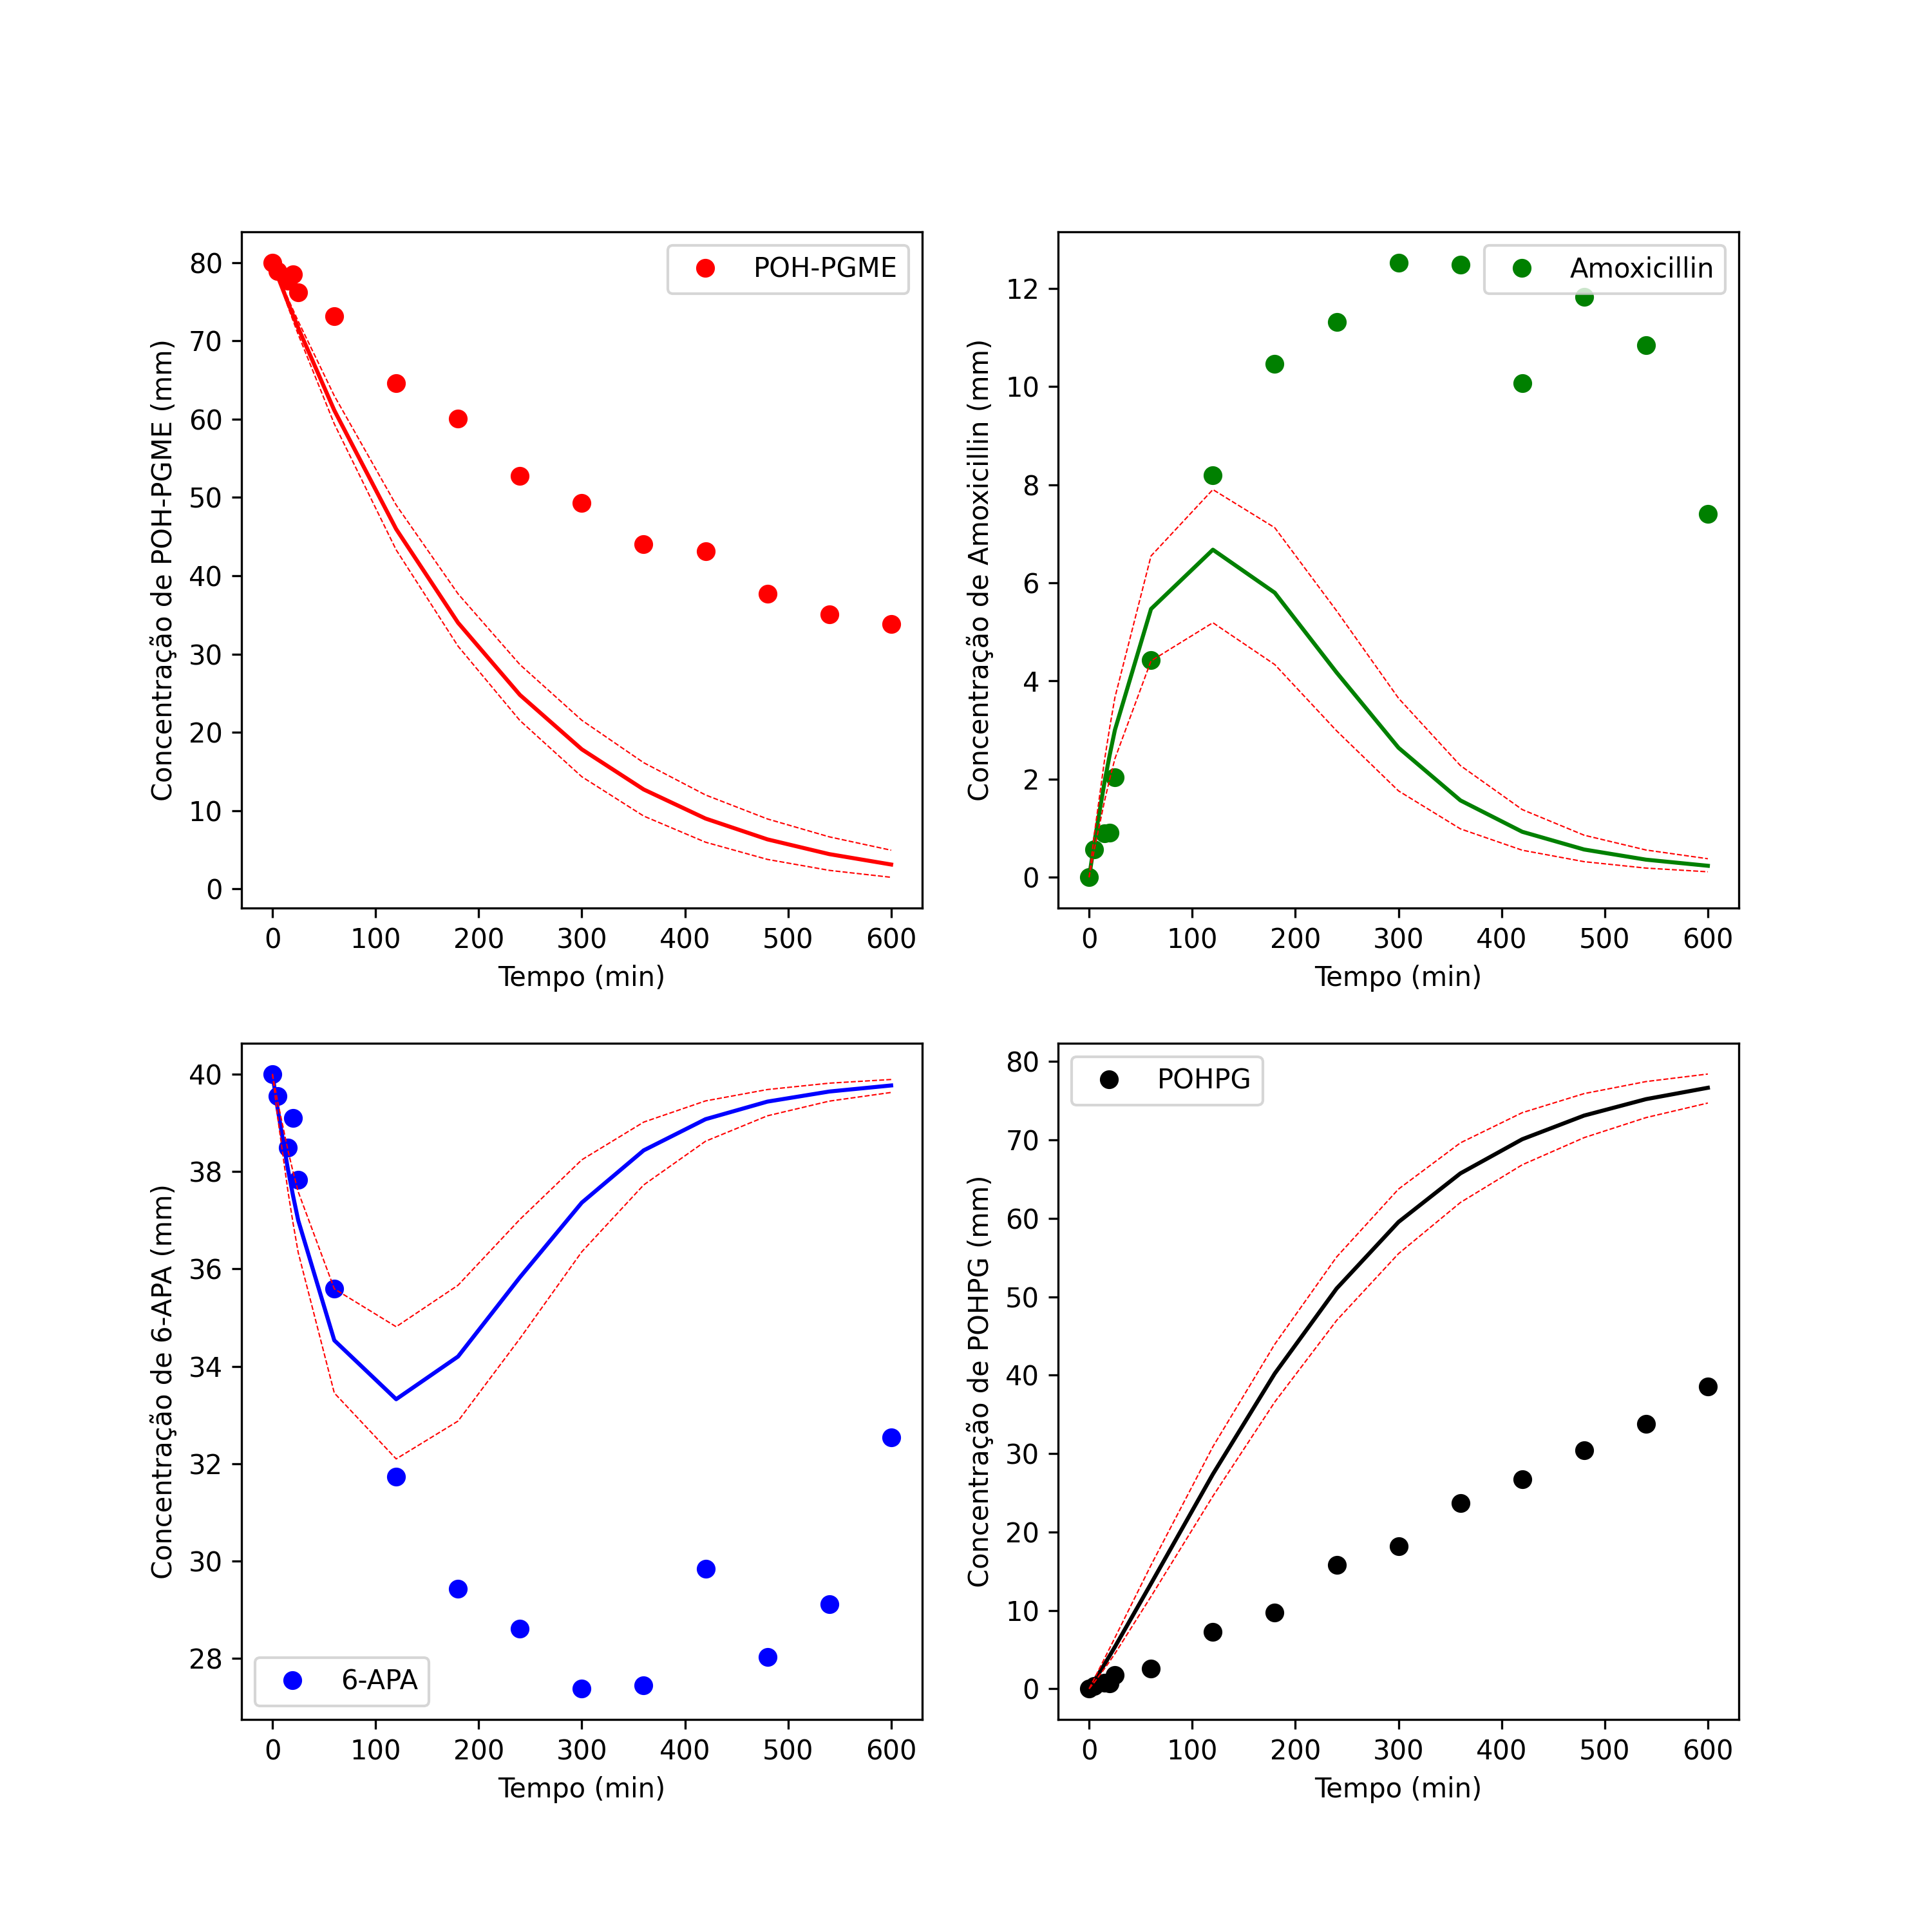 POH-PGME
80
70
60
50
40
30
20
10
0
Concentração de POH-PGME (mm)
0 100 200 300 400 500 600
Tempo (min)
Amoxicillin
12
10
8
6
4
2
0
Concentração de Amoxicillin (mm)
0 100 200 300 400 500 600
Tempo (min)
40
38
36
34
32
30
28
Concentração de 6-APA (mm)
6-APA
0 100 200 300 400 500 600
Tempo (min)
POHPG
80
70
60
50
40
30
20
10
0
Concentração de POHPG (mm)
0 100 200 300 400 500 600
Tempo (min)